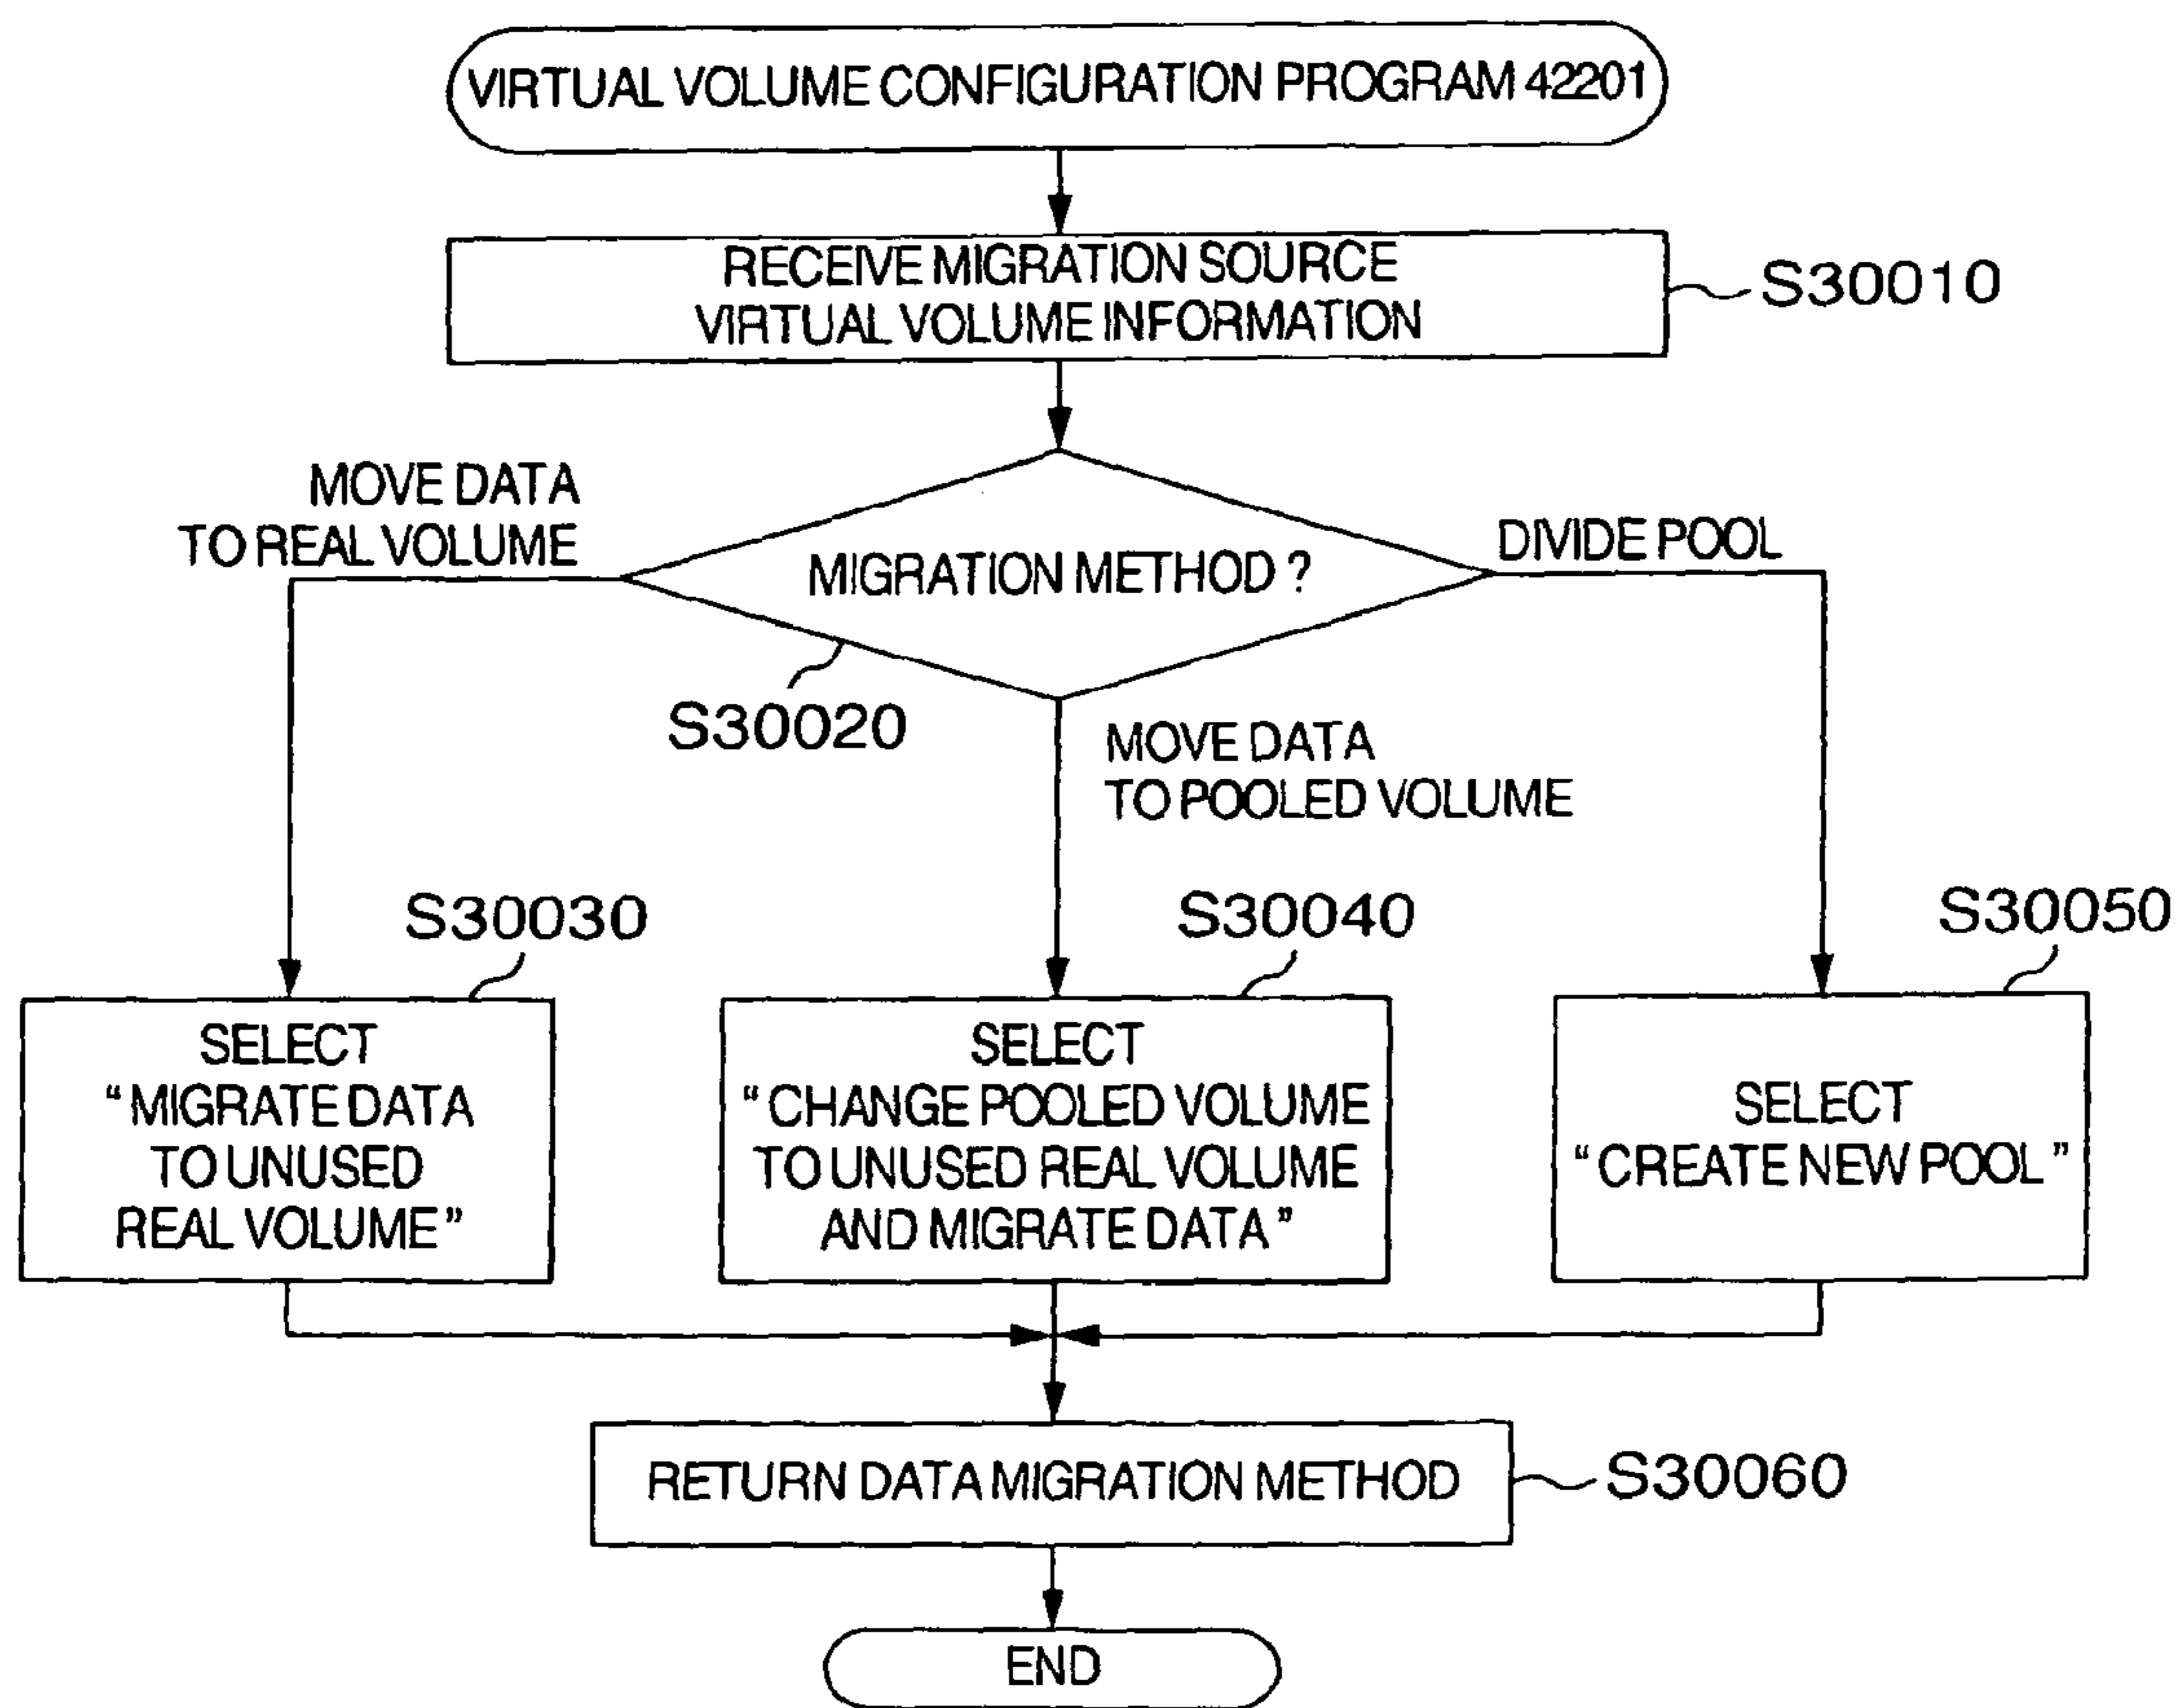 VIRTUAL VOLUME CONFIGURATION PROGRAM 42201
RECEIVE MIGRATION SOURCE
VIRTUAL VOLUME INFORMATION
S30010
MOVE DATA
TO REAL VOLUME
MIGRATION METHOD ?
DIVIDE POOL
S30020
MOVE DATA
TO POOLED VOLUME
S30030
S30040
S30050
SELECT
“MIGRATE DATA
TO UNUSED
REAL VOLUME”
SELECT
“CHANGE POOLED VOLUME
TO UNUSED REAL VOLUME
AND MIGRATE DATA”
SELECT
“CREATE NEW POOL”
RETURN DATA MIGRATION METHOD
S30060
END